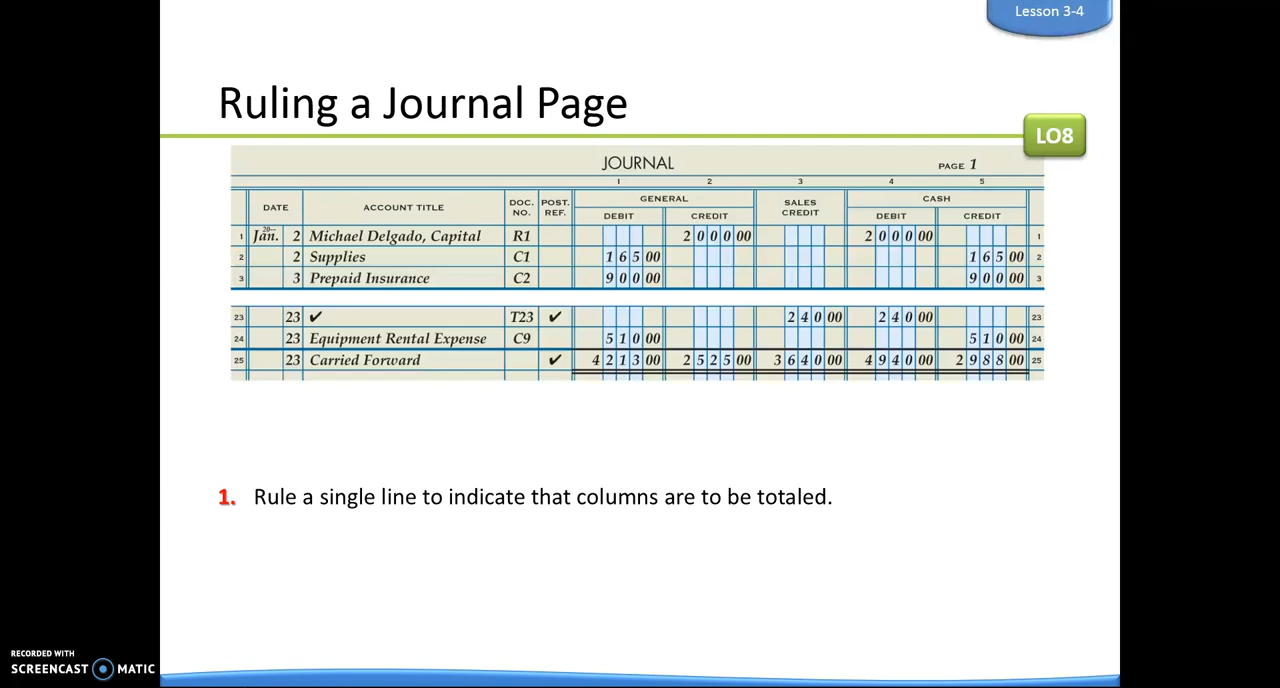 Lesson 3-4
Ruling a Journal Page
LO8
JOURNAL PAGE 1
1 2 3 4 5
GENERAL CASH
DATE ACCOUNT TITLE DOC. NO. POST. REF. DEBIT CREDIT SALES CREDIT DEBIT CREDIT
20--
1 Jan. 2 Michael Delgado, Capital R1 2 0 0 0 00 2 0 0 0 00 1
2 2 Supplies C1 1 6 5 00 1 6 5 00 2
3 3 Prepaid Insurance C2 9 0 0 00 9 0 0 00 3
23 23 ✓ T23 ✓ 2 4 0 00 2 4 0 00 23
24 23 Equipment Rental Expense C9 5 1 0 00 5 1 0 00 24
25 23 Carried Forward ✓ 4 2 1 3 00 2 5 2 5 00 3 6 4 0 00 4 9 4 0 00 2 9 8 8 00 25
1. Rule a single line to indicate that columns are to be totaled.
RECORDED WITH
SCREENCAST MATIC